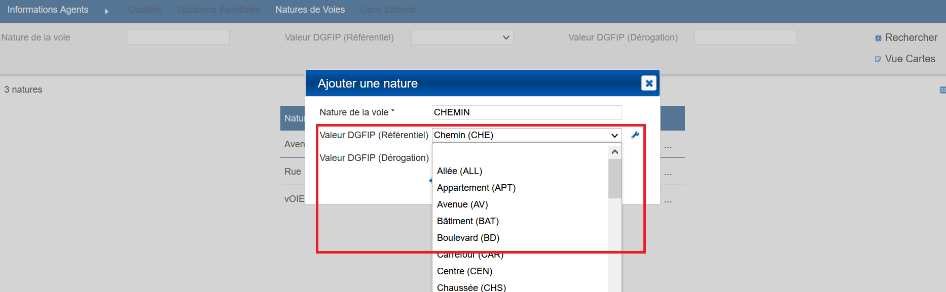 Informations Agents Qualités Situations Familiales Natures de Voies Liens Enfants
Nature de la voie Valeur DGFIP (Référentiel) Valeur DGFIP (Dérogation) Rechercher
Vue Cartes
Ajouter une nature
3 natures
Nature de la voie * CHEMIN
Natur
Valeur DGFIP (Référentiel) Chemin (CHE)
Aven ...
Valeur DGFIP (Dérogation)
Allée (ALL)
Rue ...
Appartement (APT)
vOIE ...
Avenue (AV)
Bâtiment (BAT)
Boulevard (BD)
Carrefour (CAR)
Centre (CEN)
Chaussée (CHS)